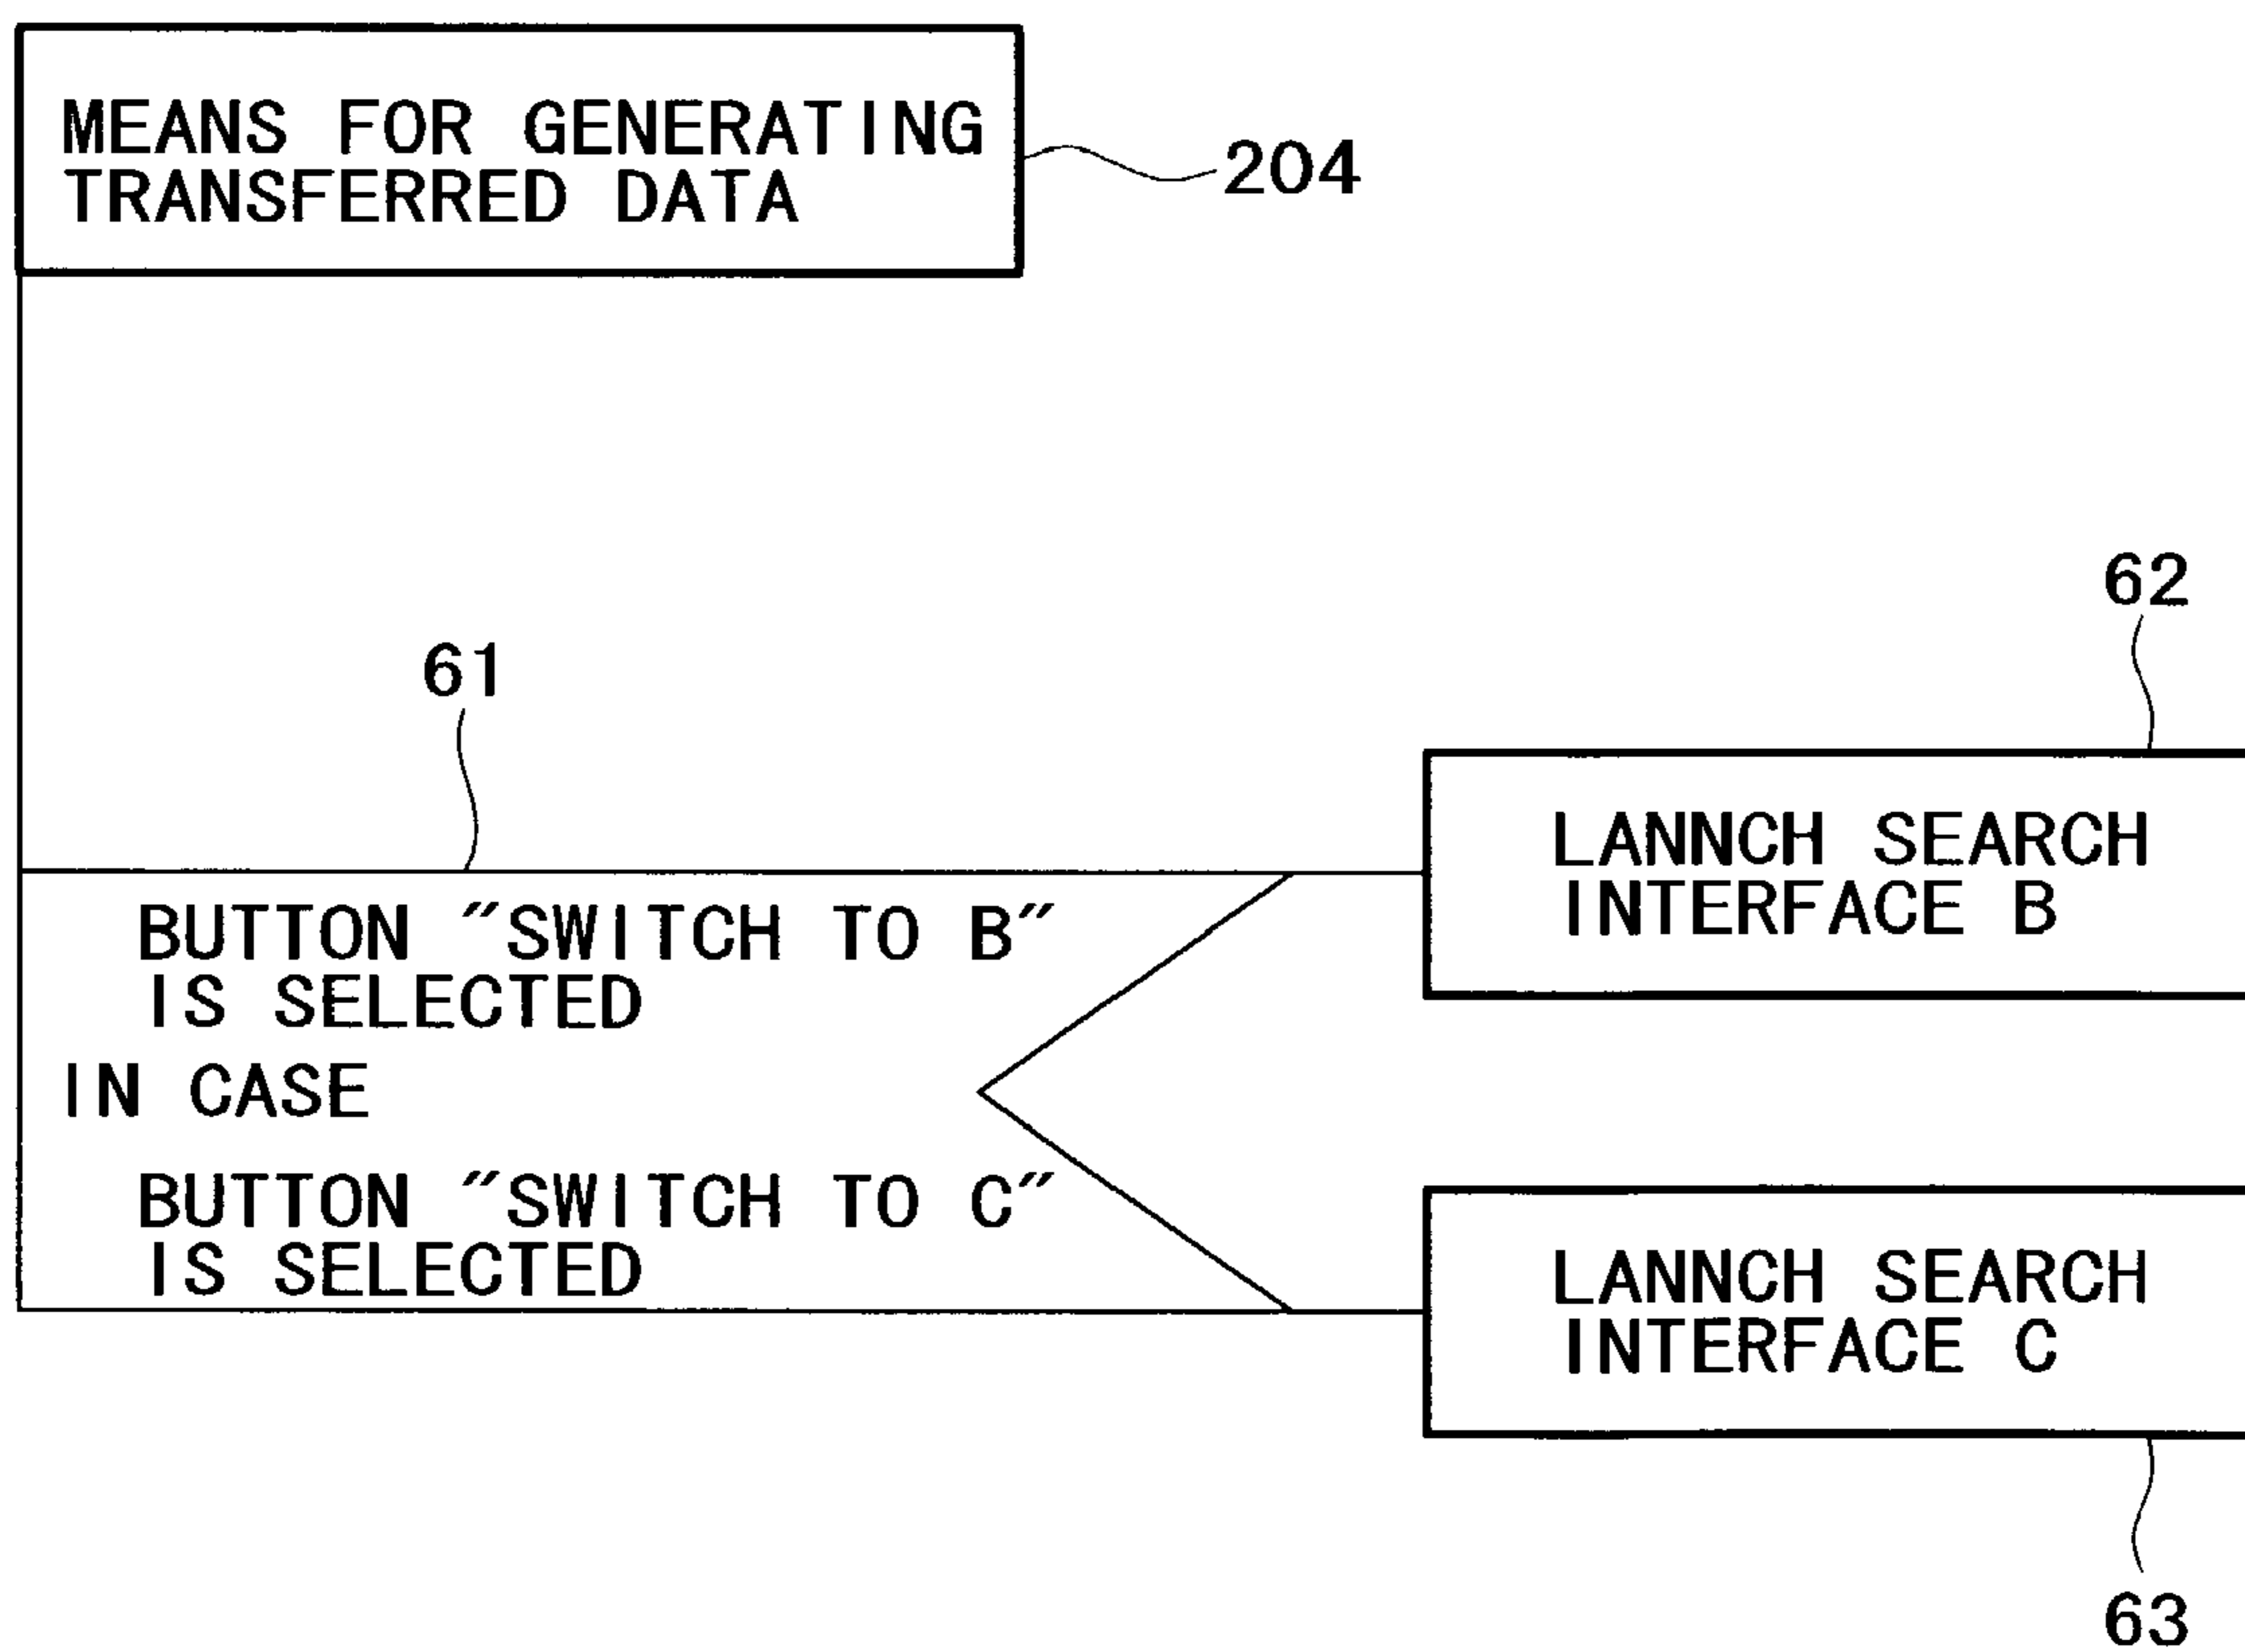 MEANS FOR GENERATING
TRANSFERRED DATA
204
62
61
LANNCH SEARCH
INTERFACE B
BUTTON "SWITCH TO B"
IS SELECTED
IN CASE
BUTTON "SWITCH TO C"
IS SELECTED
LANNCH SEARCH
INTERFACE C
63